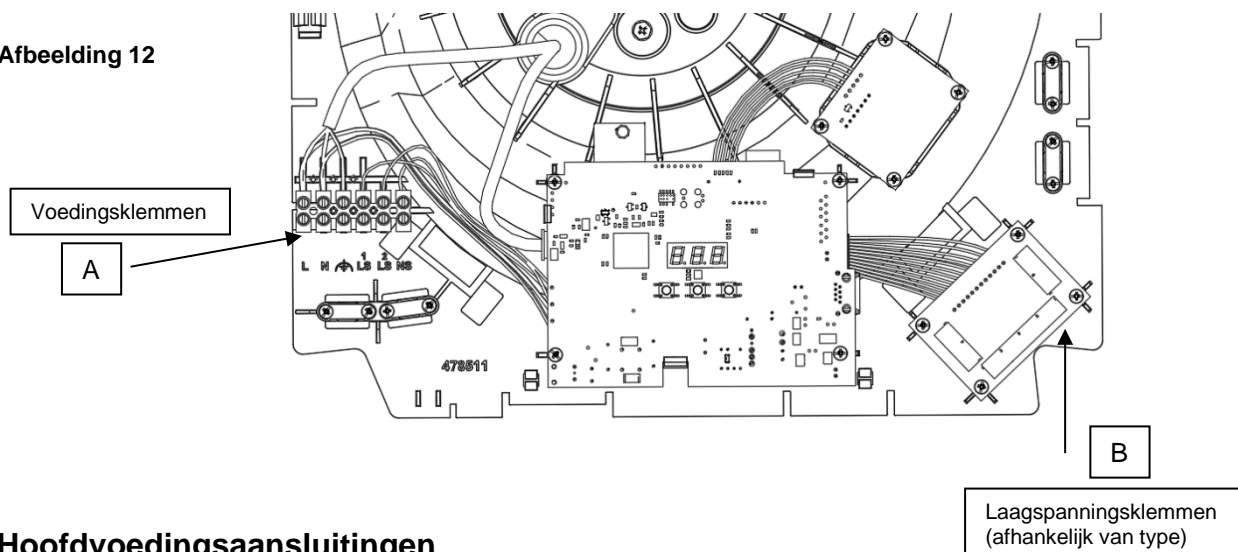 Afbeelding 12
Voedingsklemmen
A
L N 1 LS 2 LS NS
478511
B
Laagspanningsklemmen
(afhankelijk van type)
Hoofdvoedingsaansluitingen